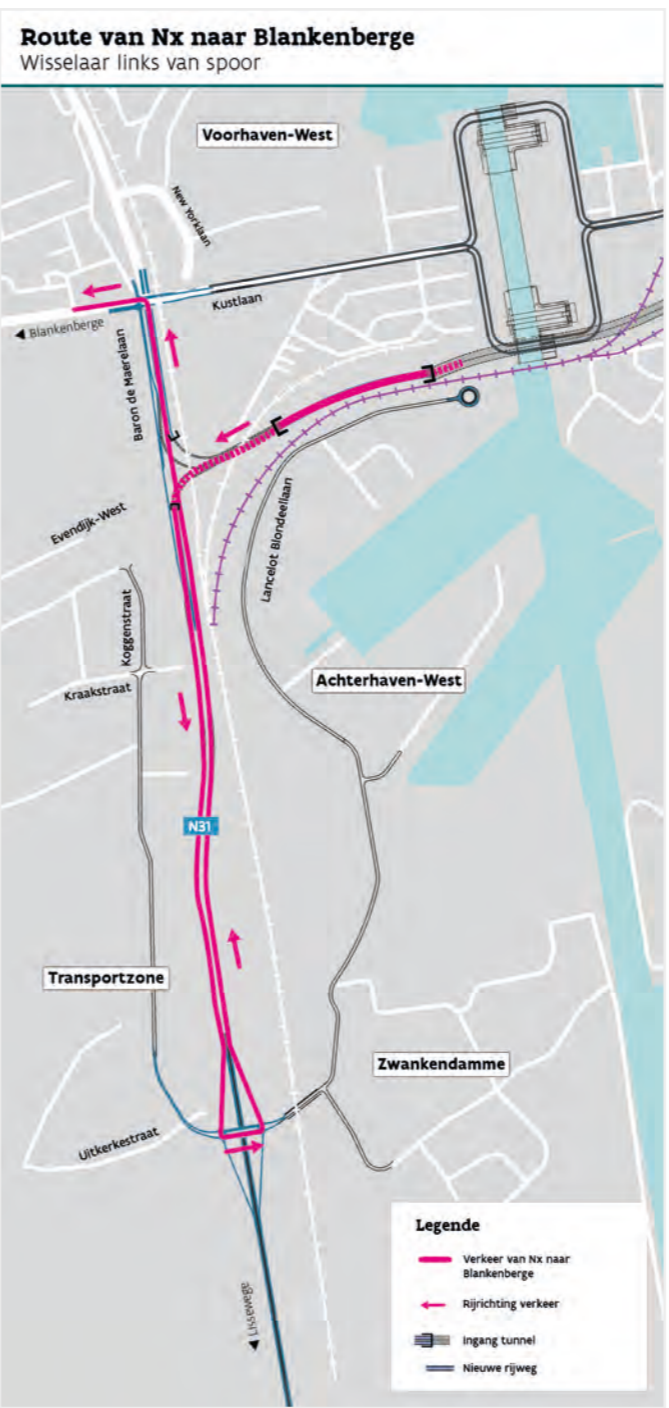 Route van Nx naar Blankenberge
Wisselaar links van spoor
Voorhaven-West
New Yorklaan
Kustlaan
◄ Blankenberge
Baron de Maerelaan
Evendijk-West
Lancelot Blondeellaan
Koggenstraat
Achterhaven-West
Kraakstraat
N31
Transportzone
Zwankendamme
Uitkerkestraat
◄ Lissewege
Legende
Verkeer van Nx naar
Blankenberge
Rijrichting verkeer
Ingang tunnel
Nieuwe rijweg